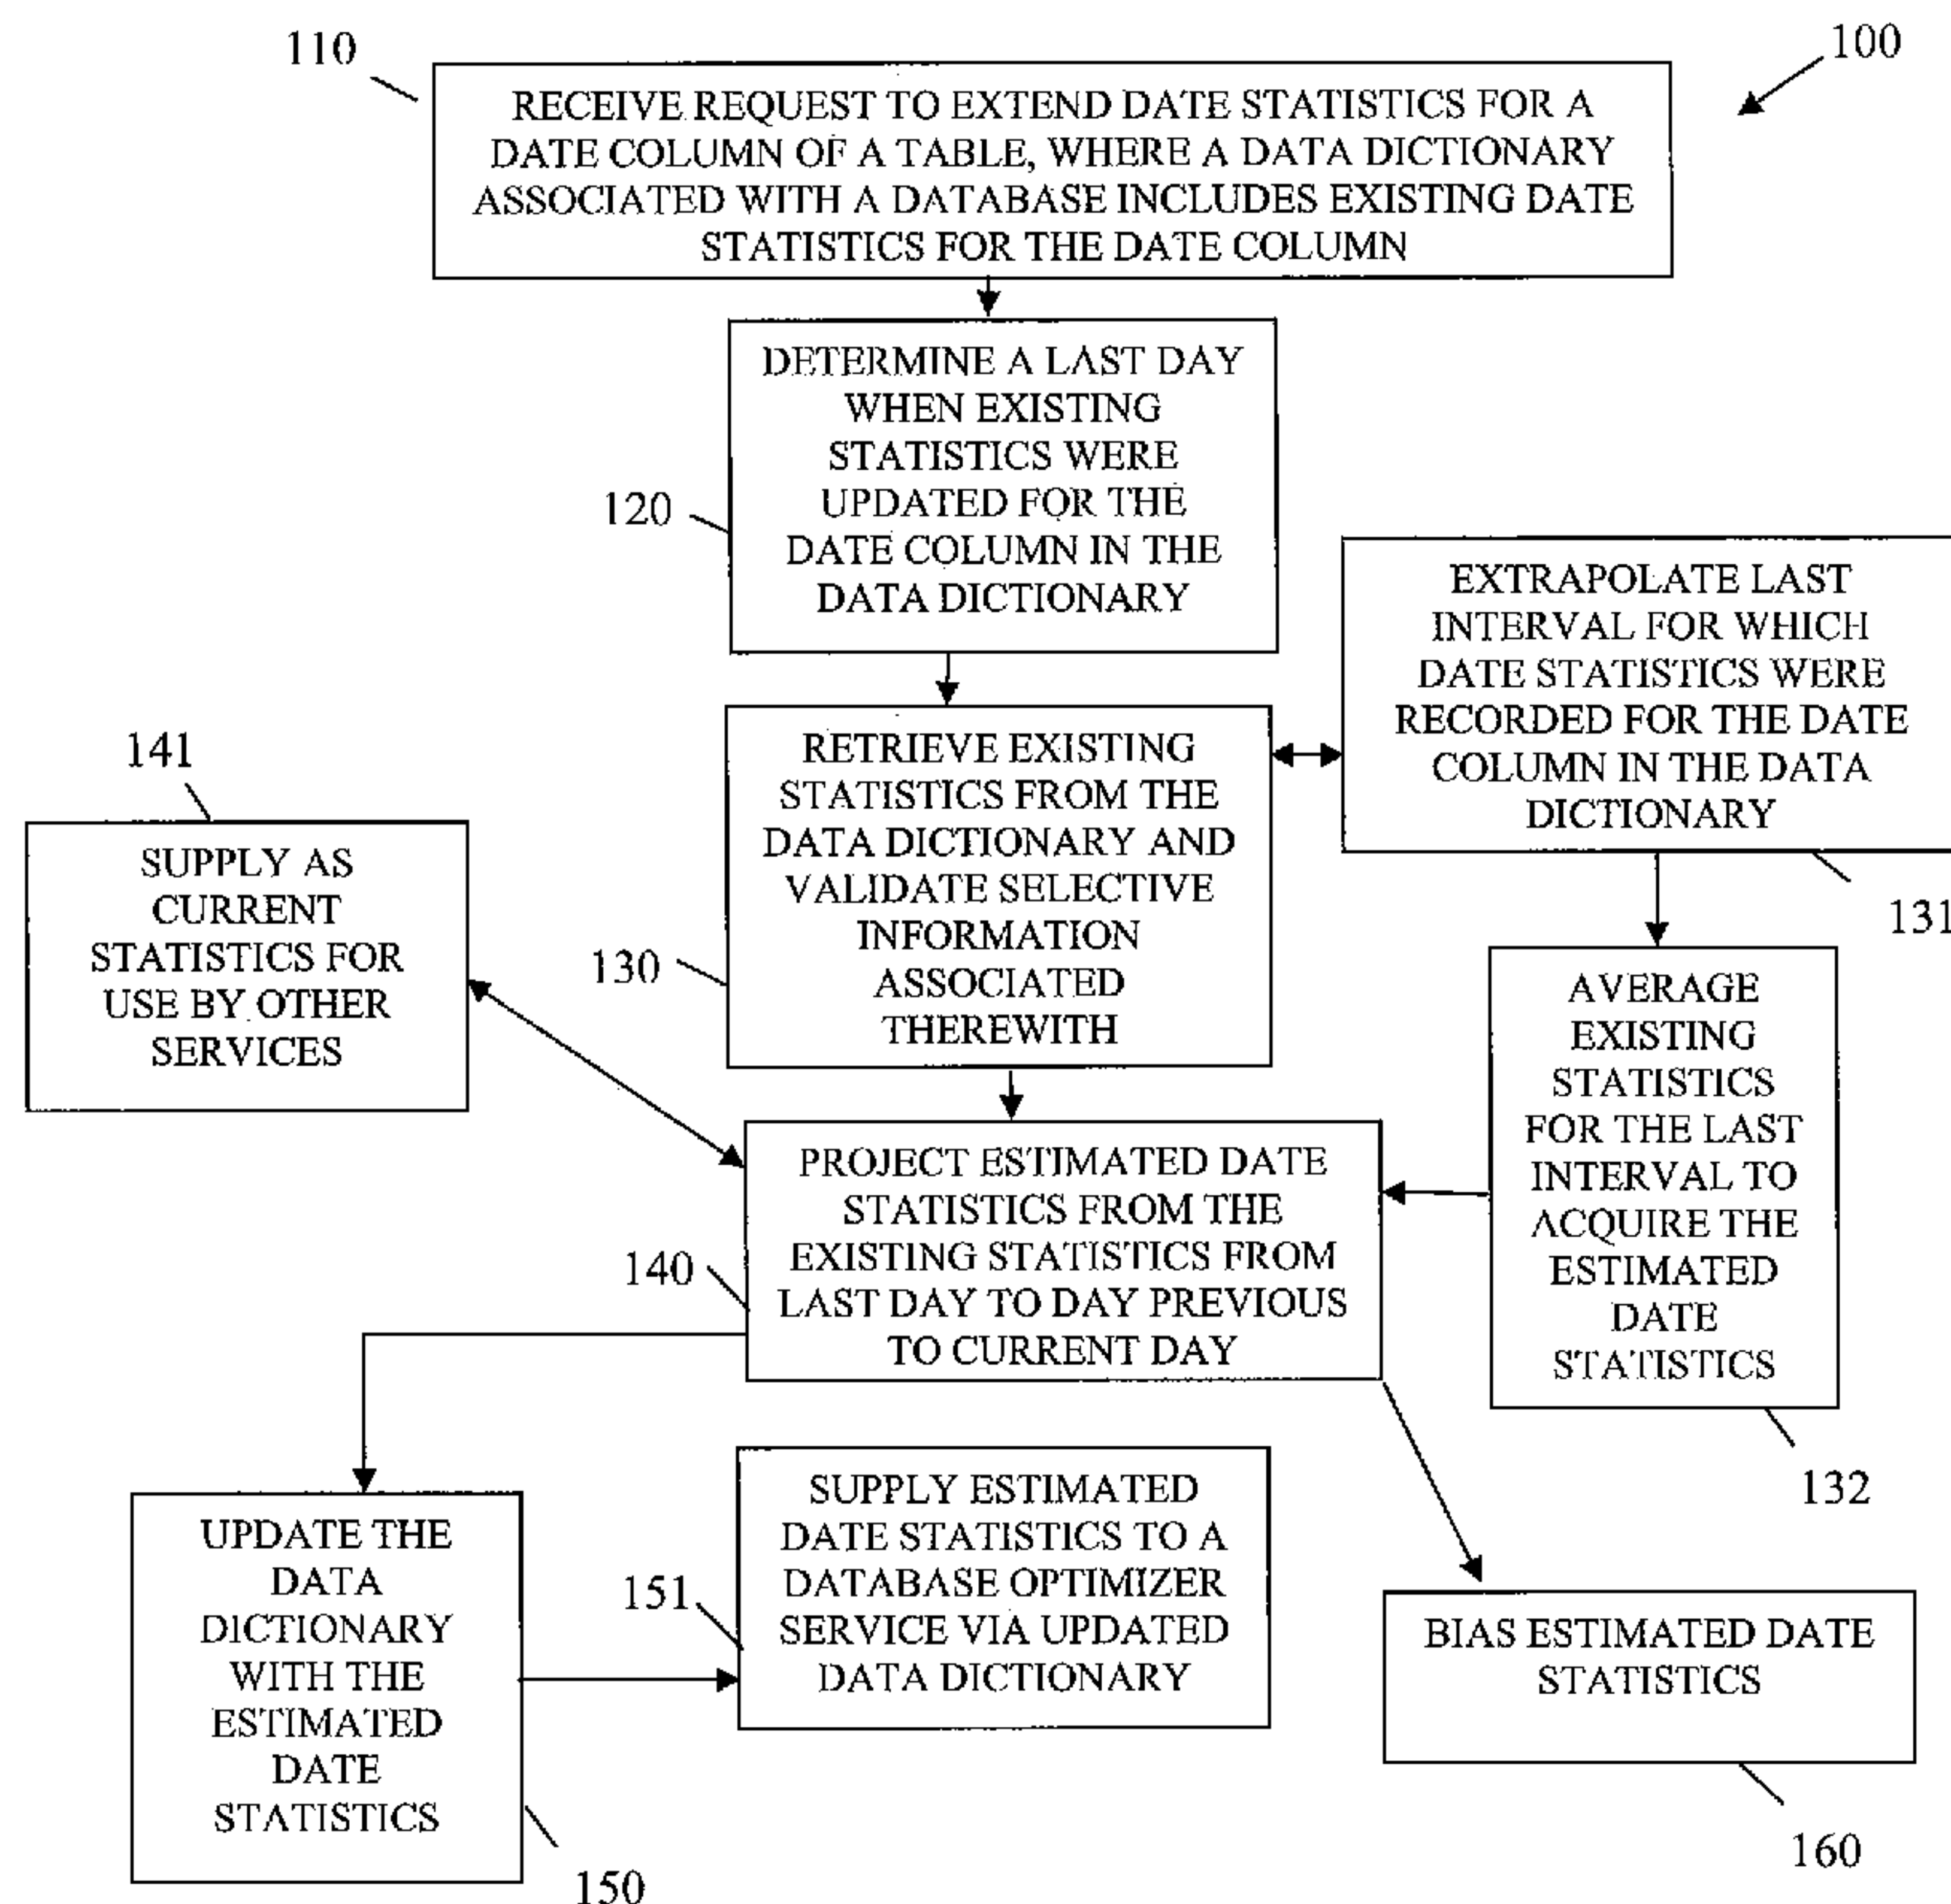 110
100
RECEIVE REQUEST TO EXTEND DATE STATISTICS FOR A
DATE COLUMN OF A TABLE, WHERE A DATA DICTIONARY
ASSOCIATED WITH A DATABASE INCLUDES EXISTING DATE
STATISTICS FOR THE DATE COLUMN
120
DETERMINE A LAST DAY
WHEN EXISTING
STATISTICS WERE
UPDATED FOR THE
DATE COLUMN IN THE
DATA DICTIONARY
EXTRAPOLATE LAST
INTERVAL FOR WHICH
DATE STATISTICS WERE
RECORDED FOR THE DATE
COLUMN IN THE DATA
DICTIONARY
131
130
RETRIEVE EXISTING
STATISTICS FROM THE
DATA DICTIONARY AND
VALIDATE SELECTIVE
INFORMATION
ASSOCIATED
THEREWITH
141
SUPPLY AS
CURRENT
STATISTICS FOR
USE BY OTHER
SERVICES
AVERAGE
EXISTING
STATISTICS
FOR THE LAST
INTERVAL TO
ACQUIRE THE
ESTIMATED
DATE
STATISTICS
132
140
PROJECT ESTIMATED DATE
STATISTICS FROM THE
EXISTING STATISTICS FROM
LAST DAY TO DAY PREVIOUS
TO CURRENT DAY
UPDATE THE
DATA
DICTIONARY
WITH THE
ESTIMATED
DATE
STATISTICS
150
151
SUPPLY ESTIMATED
DATE STATISTICS TO A
DATABASE OPTIMIZER
SERVICE VIA UPDATED
DATA DICTIONARY
BIAS ESTIMATED DATE
STATISTICS
160